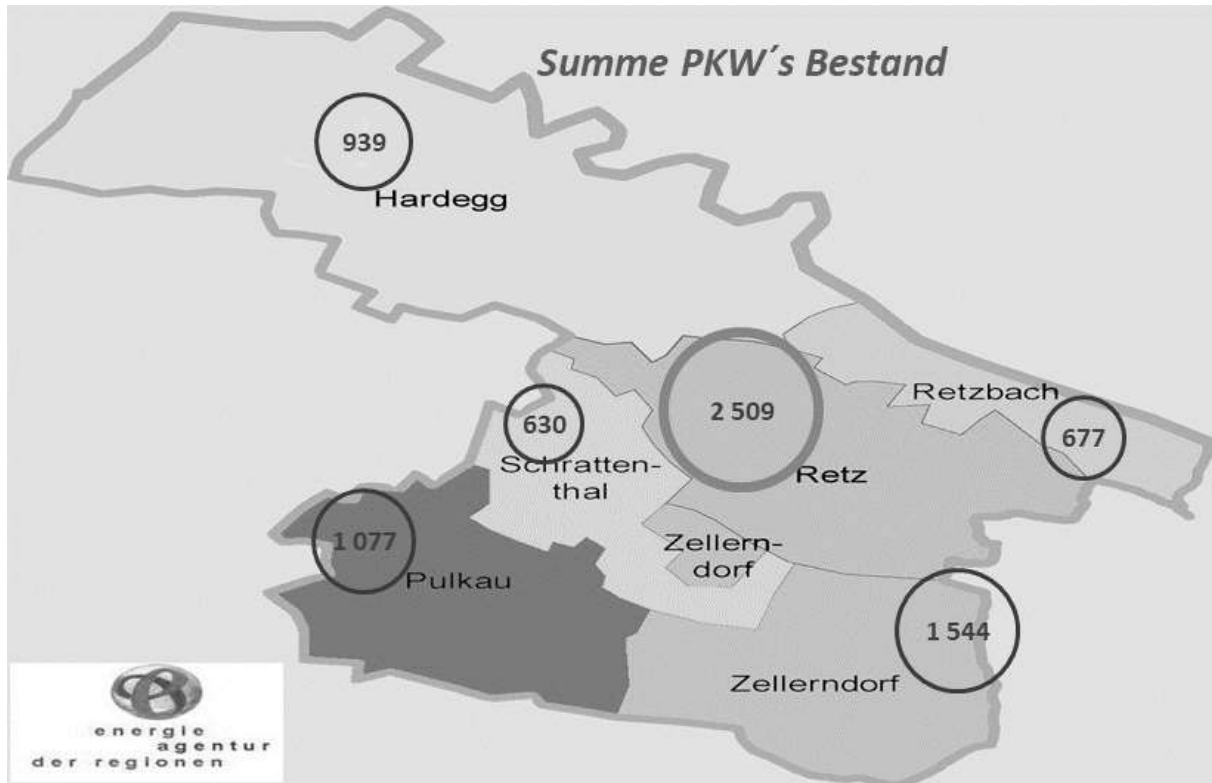 Summe PKW´s Bestand
939
Hardegg
Retzbach
2 509
630
677
Schratten-
thal
Retz
1 077
Pulkau
Zellern-
dorf
1 544
Zellerndorf
energie
agentur
der regionen